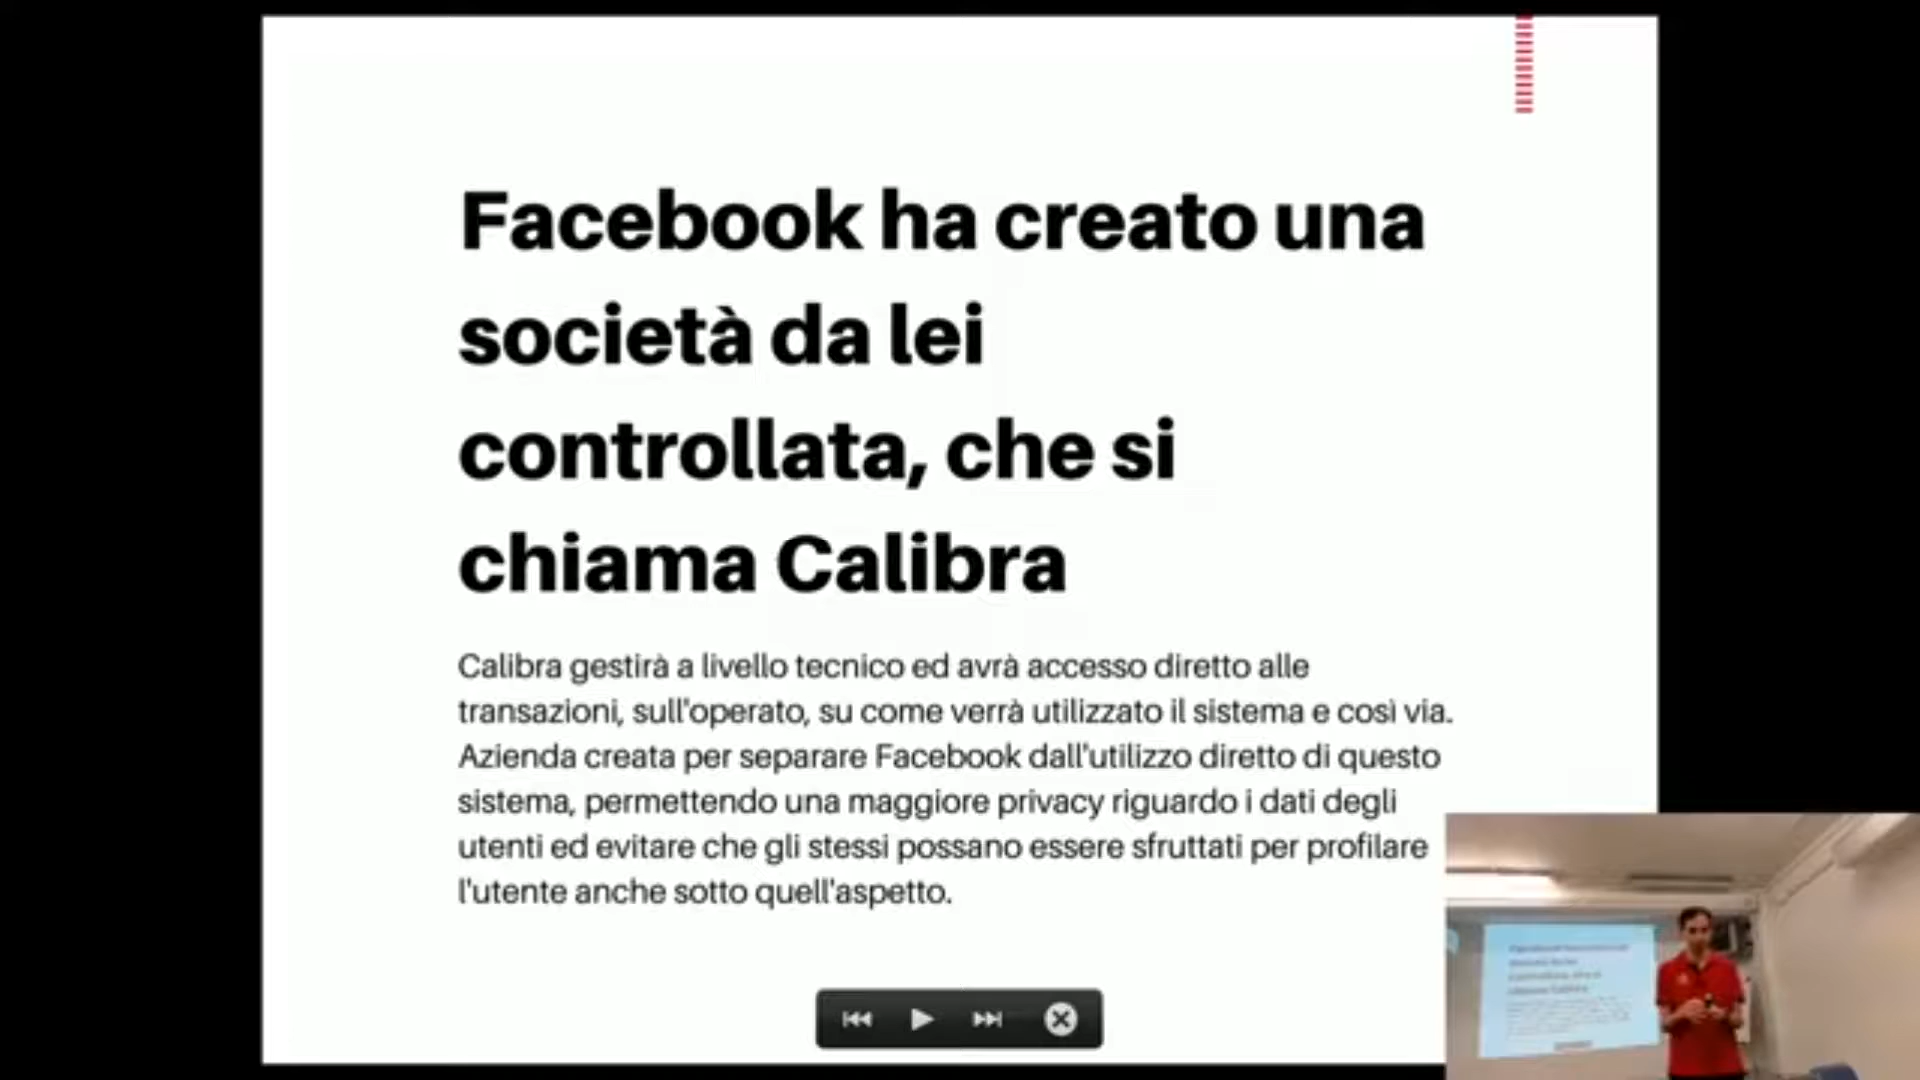 Facebook ha creato una
società da lei
controllata, che si
chiama Calibra
Calibra gestirà a livello tecnico ed avrà accesso diretto alle
transazioni, sull'operato, su come verrà utilizzato il sistema e così via.
Azienda creata per separare Facebook dall'utilizzo diretto di questo
sistema, permettendo una maggiore privacy riguardo i dati degli
utenti ed evitare che gli stessi possano essere sfruttati per profilare
l'utente anche sotto quell'aspetto.